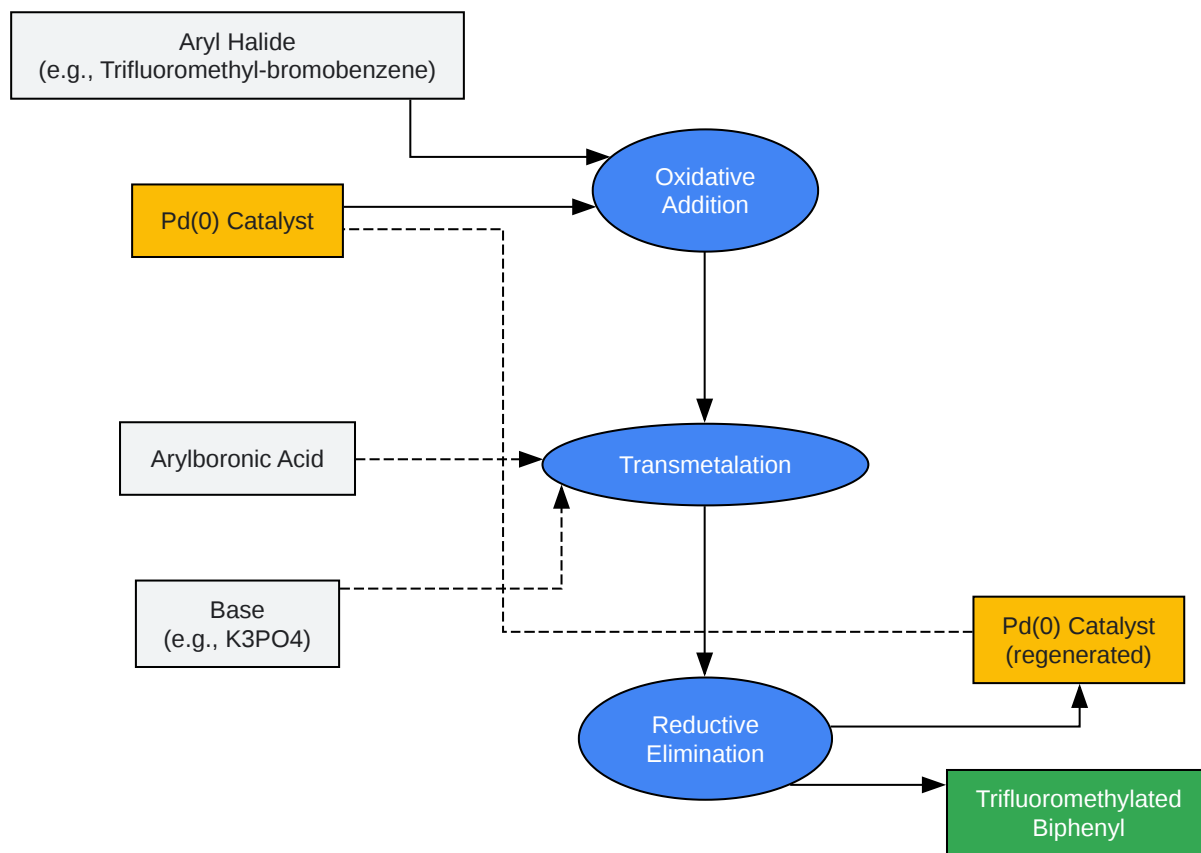 Aryl Halide
(e.g., Trifluoromethyl-bromobenzene)
Oxidative
Addition
Pd(0) Catalyst
Arylboronic Acid
Transmetalation
Base
(e.g., K3PO4)
Pd(0) Catalyst
(regenerated)
Reductive
Elimination
Trifluoromethylated
Biphenyl